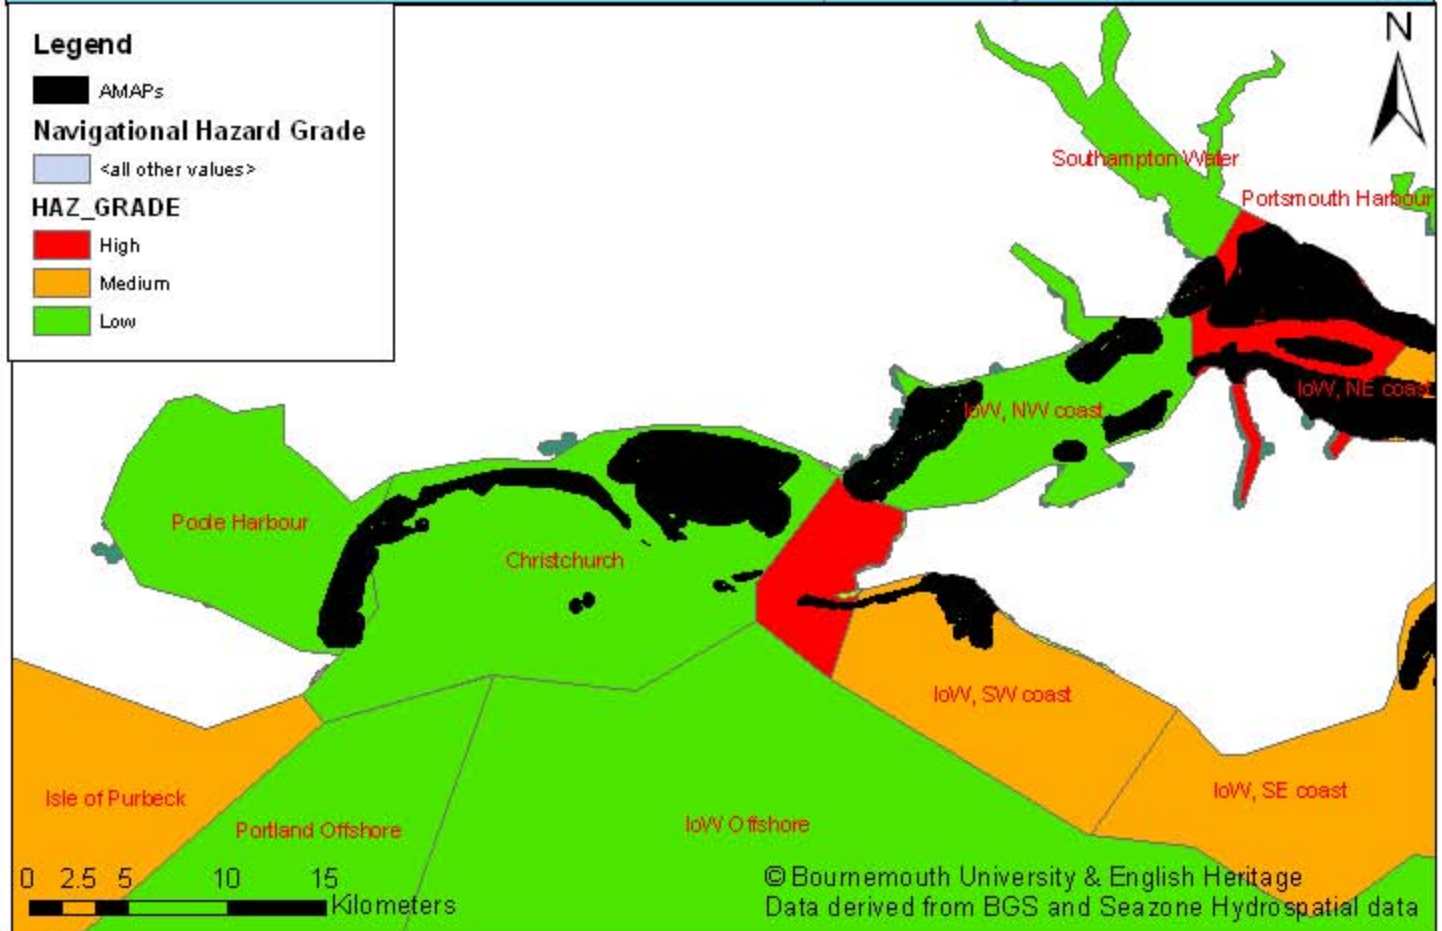 Legend
AMAPs
Navigational Hazard Grade
<all other values>
HAZ_GRADE
High
Medium
Low
N
Southampton Water
Portsmouth Harbour
IoW, NE coast
IoW, NW coast
Poole Harbour
Christchurch
IoW, SW coast
IoW, SE coast
Isle of Purbeck
Portland Offshore
IoW Offshore
0 2.5 5 10 15
Kilometers
© Bournemouth University & English Heritage
Data derived from BGS and Seazone Hydrospatial data